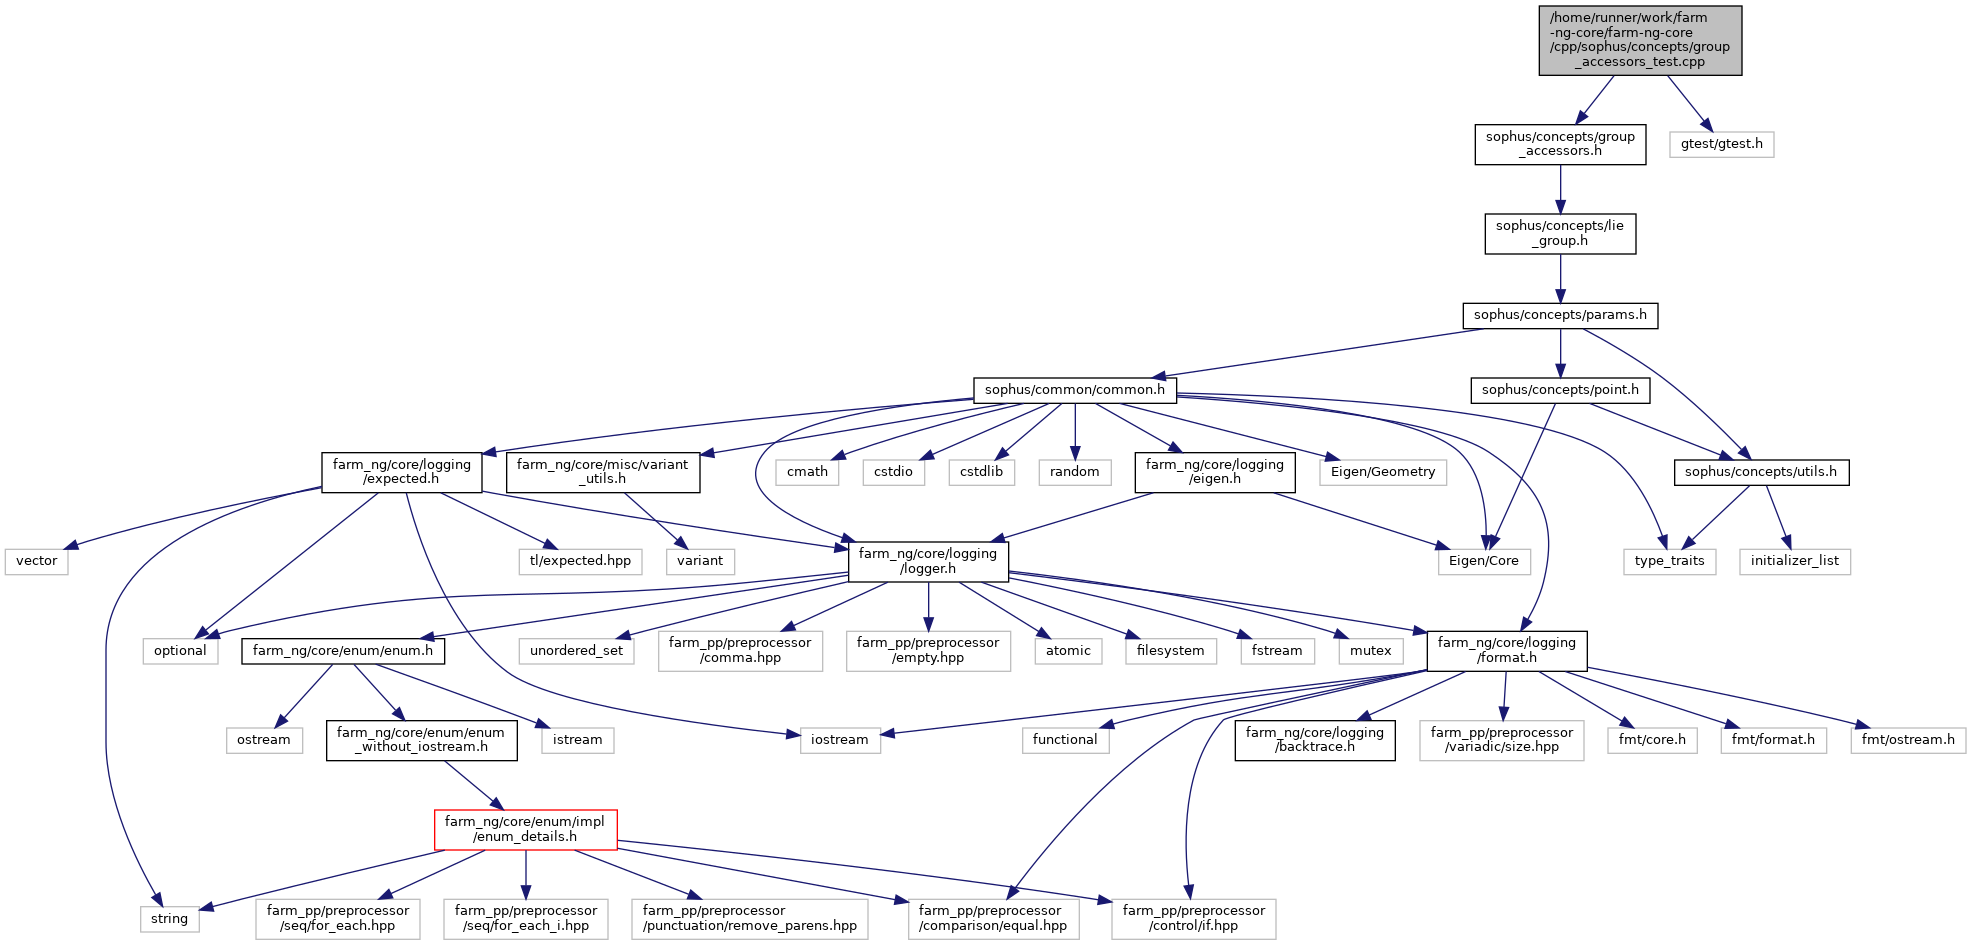 /home/runner/work/farm
-ng-core/farm-ng-core
/cpp/sophus/concepts/group
_accessors_test.cpp
sophus/concepts/group
_accessors.h
gtest/gtest.h
sophus/concepts/lie
_group.h
sophus/concepts/params.h
sophus/common/common.h
sophus/concepts/point.h
farm_ng/core/logging
/expected.h
farm_ng/core/misc/variant
_utils.h
cmath
cstdio
cstdlib
random
farm_ng/core/logging
/eigen.h
Eigen/Geometry
sophus/concepts/utils.h
vector
tl/expected.hpp
variant
farm_ng/core/logging
/logger.h
Eigen/Core
type_traits
initializer_list
optional
farm_ng/core/enum/enum.h
unordered_set
farm_pp/preprocessor
/comma.hpp
farm_pp/preprocessor
/empty.hpp
atomic
filesystem
fstream
mutex
farm_ng/core/logging
/format.h
ostream
farm_ng/core/enum/enum
_without_iostream.h
istream
iostream
functional
farm_ng/core/logging
/backtrace.h
farm_pp/preprocessor
/variadic/size.hpp
fmt/core.h
fmt/format.h
fmt/ostream.h
farm_ng/core/enum/impl
/enum_details.h
string
farm_pp/preprocessor
/seq/for_each.hpp
farm_pp/preprocessor
/seq/for_each_i.hpp
farm_pp/preprocessor
/punctuation/remove_parens.hpp
farm_pp/preprocessor
/comparison/equal.hpp
farm_pp/preprocessor
/control/if.hpp